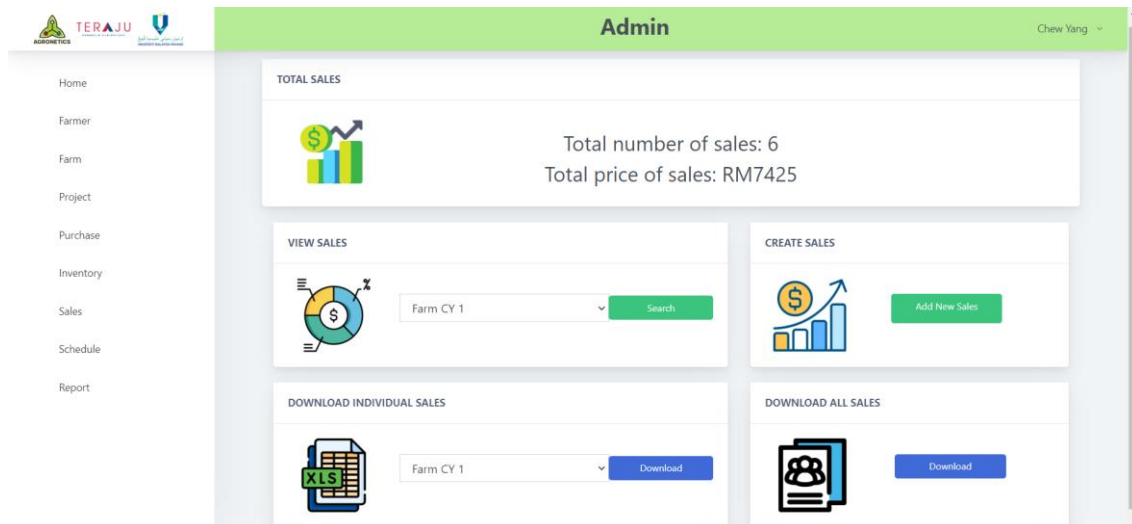 AGRONETICS
TERAJU
Admin
Chew Yang
Home
Farmer
Farm
Project
Purchase
Inventory
Sales
Schedule
Report
TOTAL SALES
$
Total number of sales: 6
Total price of sales: RM7425
VIEW SALES
%
$
Farm CY 1
Search
CREATE SALES
$
Add New Sales
DOWNLOAD INDIVIDUAL SALES
XLS
Farm CY 1
Download
DOWNLOAD ALL SALES
Download